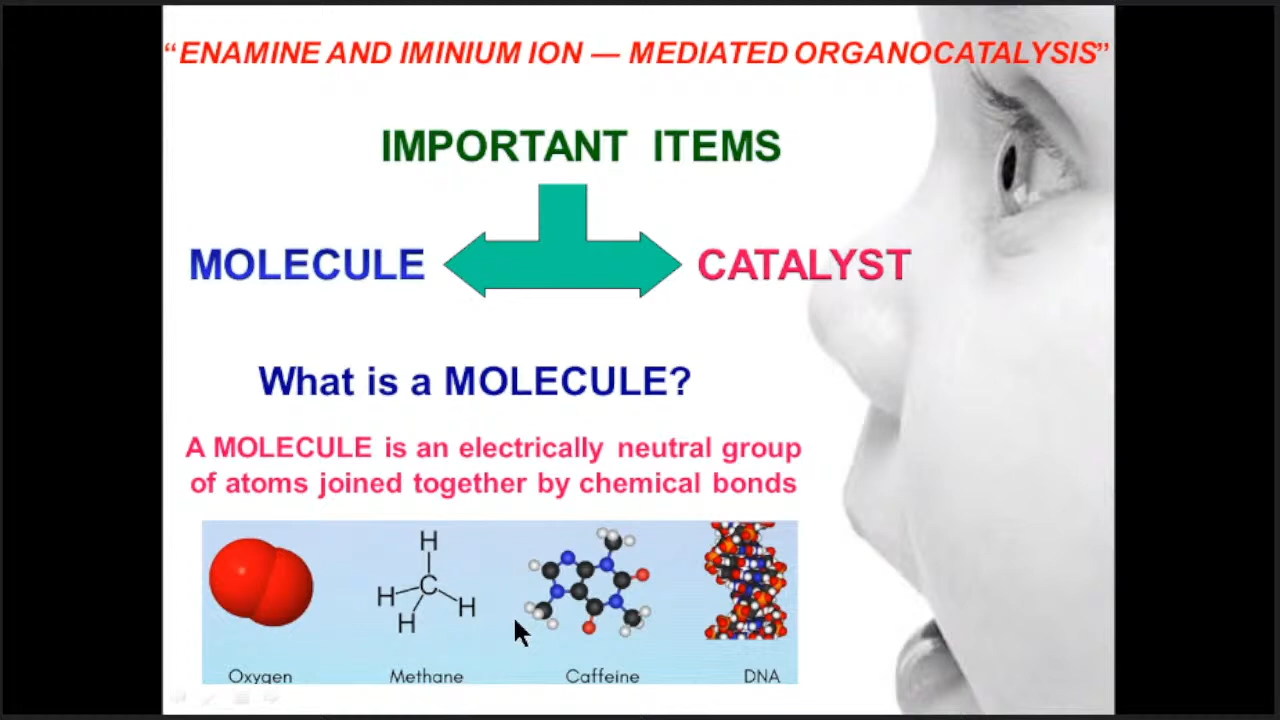 “ENAMINE AND IMINIUM ION — MEDIATED ORGANOCATALYSIS”
IMPORTANT ITEMS
MOLECULE CATALYST
What is a MOLECULE?
A MOLECULE is an electrically neutral group
of atoms joined together by chemical bonds
H
C
H H
H
Oxygen Methane Caffeine DNA